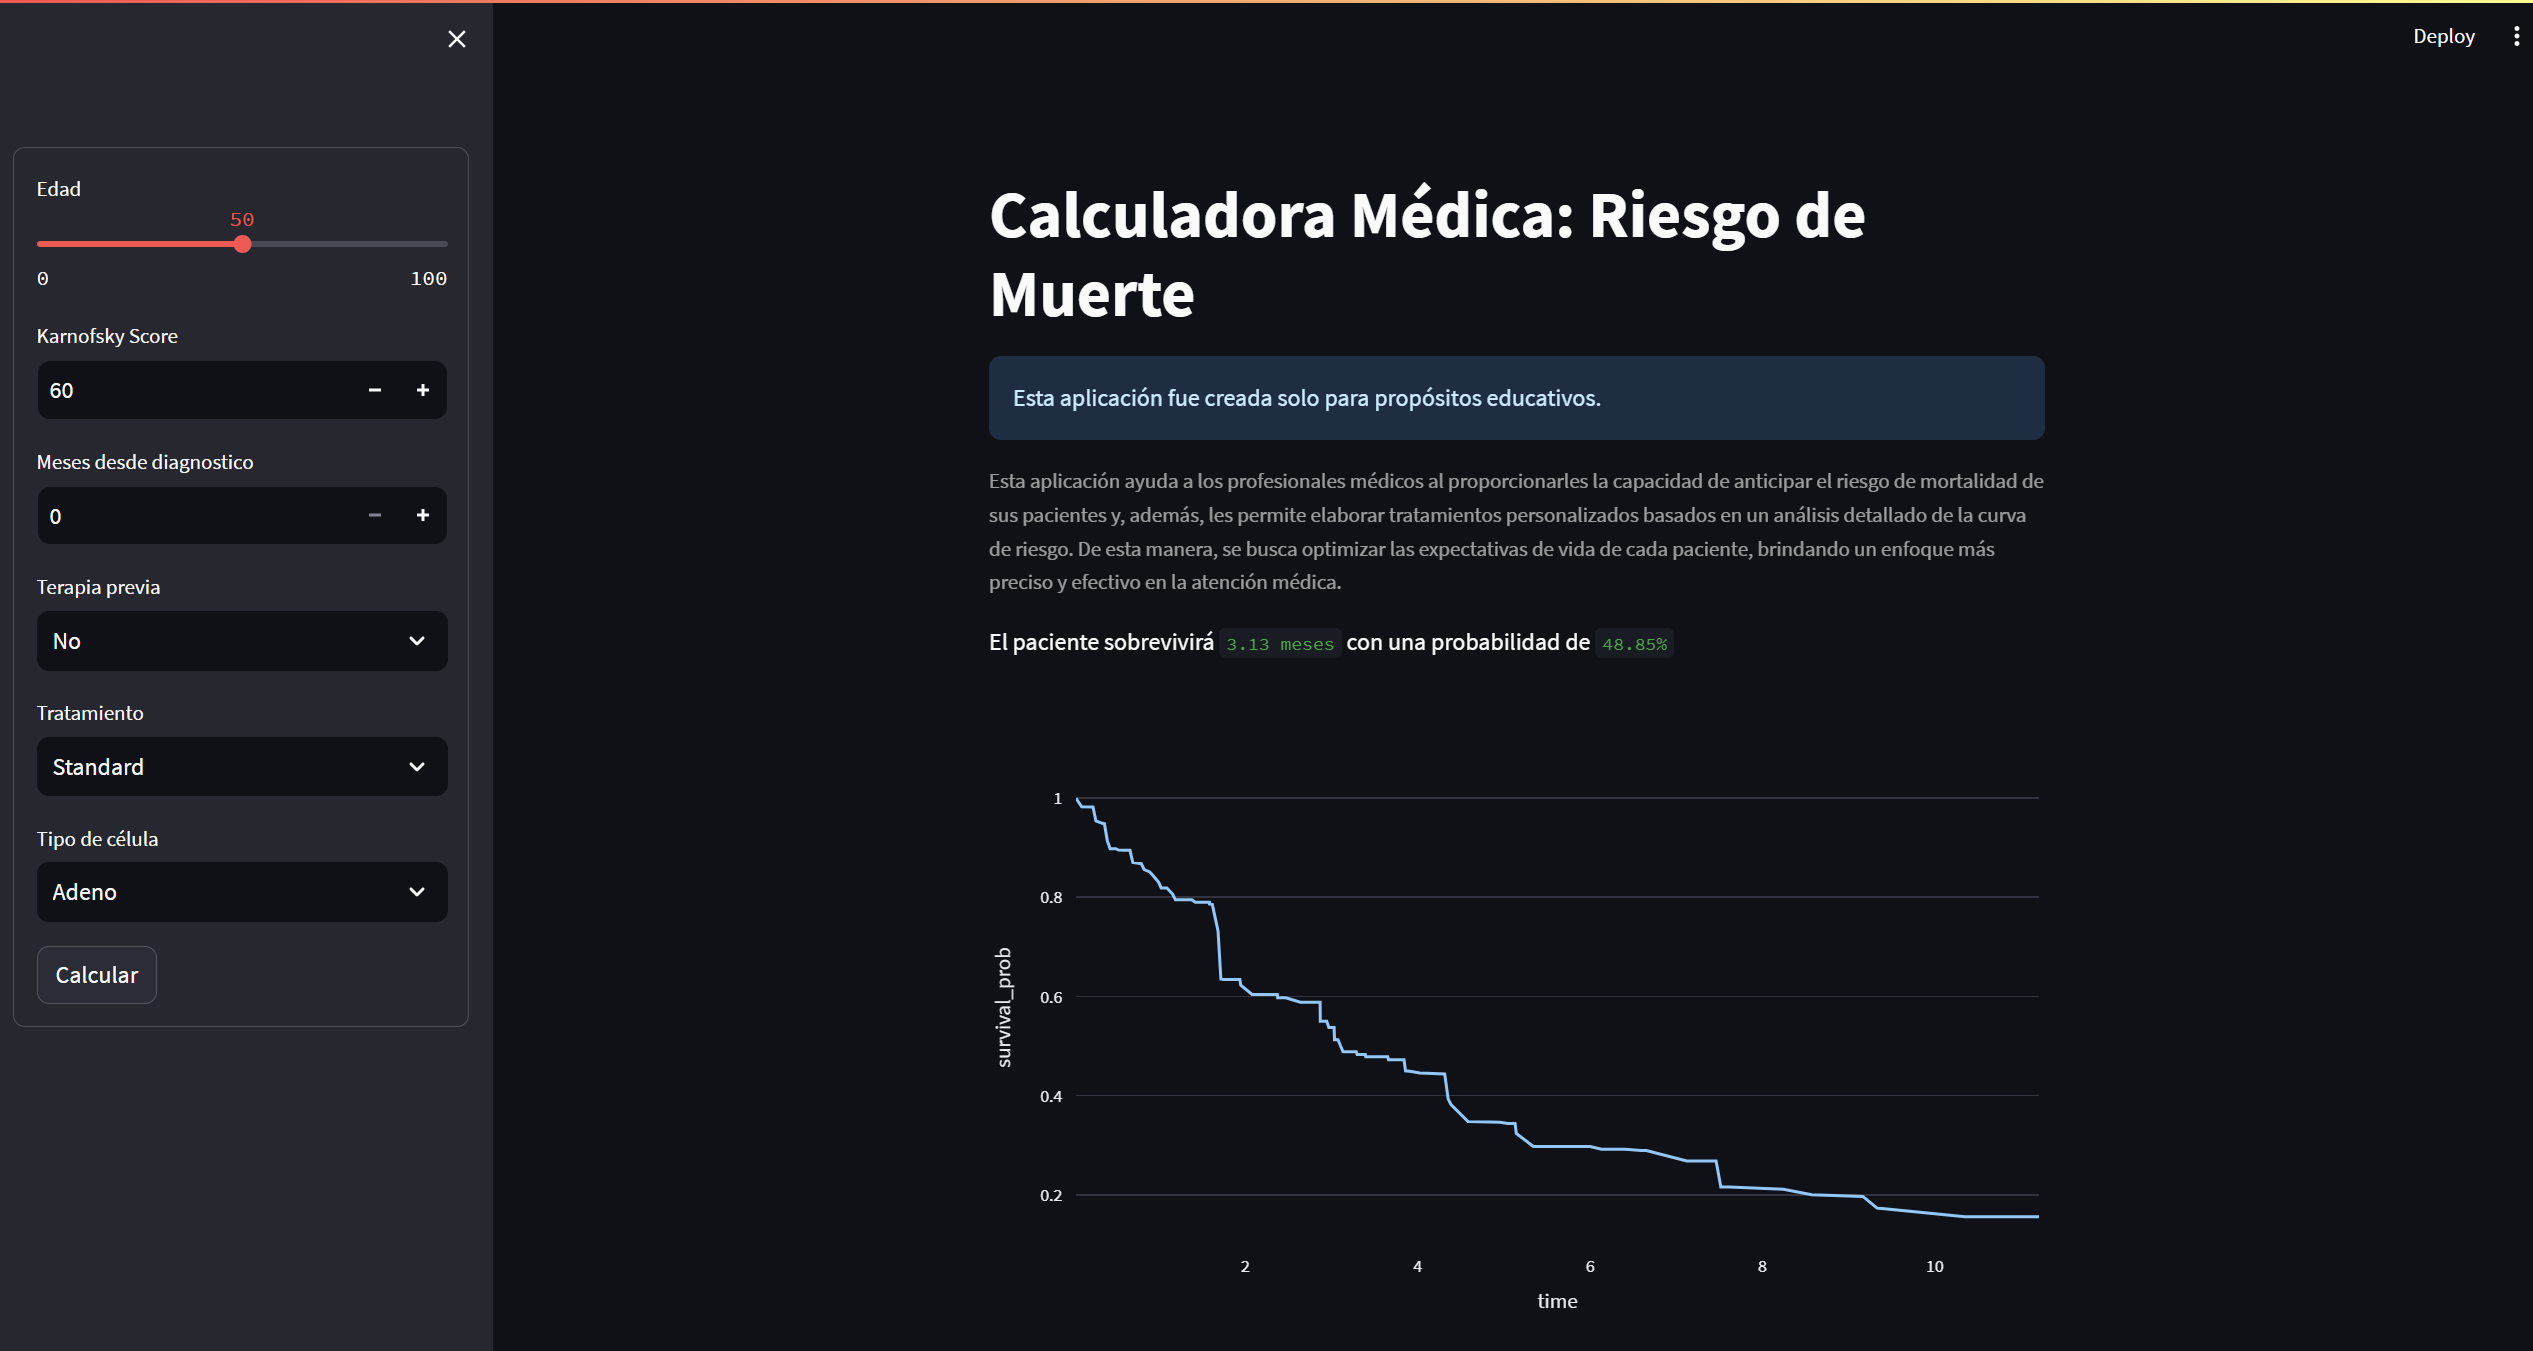 Deploy
Edad
50
0 100
Karnofsky Score
60
Meses desde diagnostico
0
Terapia previa
No
Tratamiento
Standard
Tipo de célula
Adeno
Calcular
Calculadora Médica: Riesgo de
Muerte
Esta aplicación fue creada solo para propósitos educativos.
Esta aplicación ayuda a los profesionales médicos al proporcionarles la capacidad de anticipar el riesgo de mortalidad de
sus pacientes y, además, les permite elaborar tratamientos personalizados basados en un análisis detallado de la curva
de riesgo. De esta manera, se busca optimizar las expectativas de vida de cada paciente, brindando un enfoque más
preciso y efectivo en la atención médica.
El paciente sobrevivirá 3.13 meses con una probabilidad de 48.85%
1
0.8
0.6
0.4
0.2
survival_prob
2 4 6 8 10
time